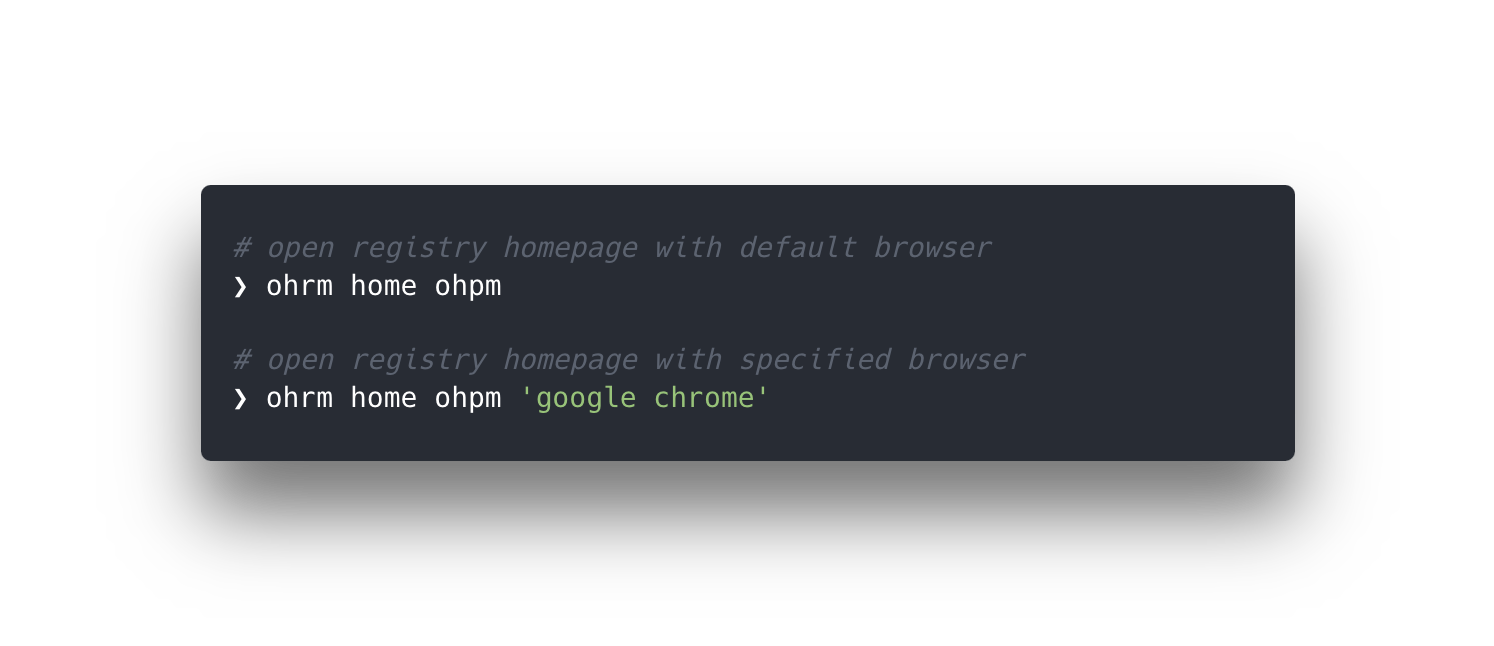 # open registry homepage with default browser
❯ ohrm home ohpm
# open registry homepage with specified browser
❯ ohrm home ohpm 'google chrome'